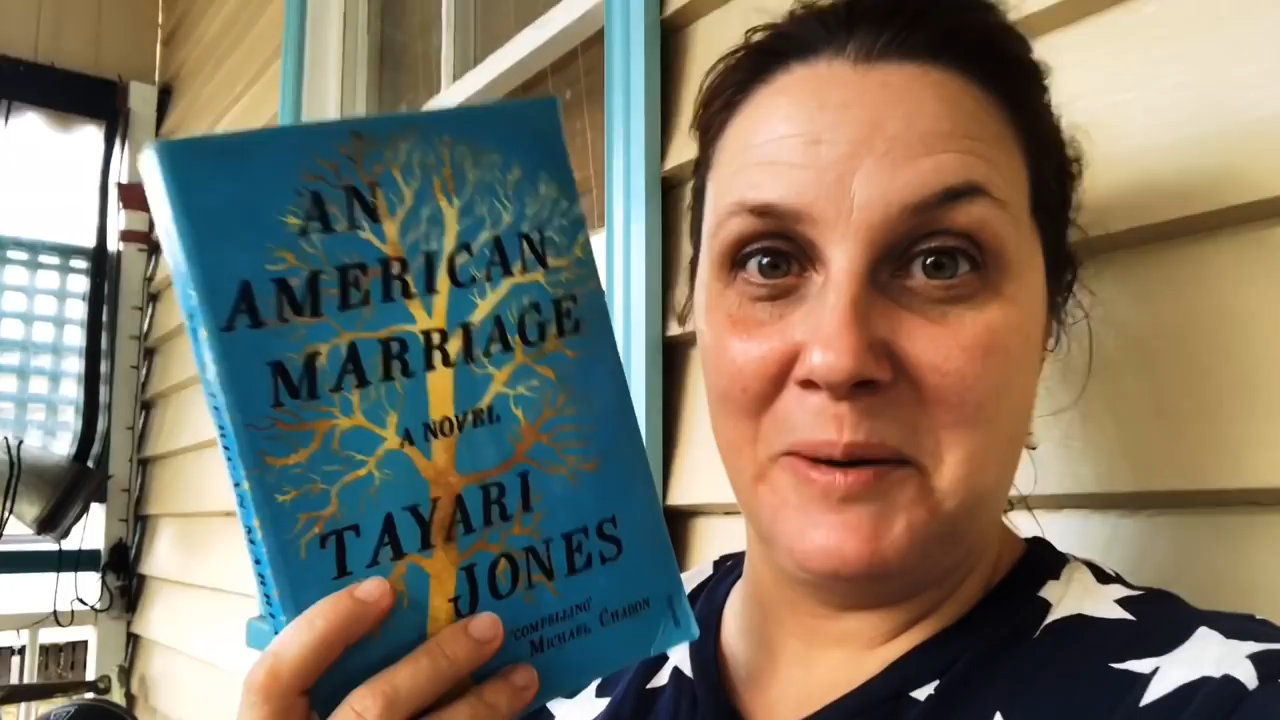 AN
AMERICAN
MARRIAGE
A NOVEL
TAYARI
JONES
'COMPELLING'
MICHAEL CHABON